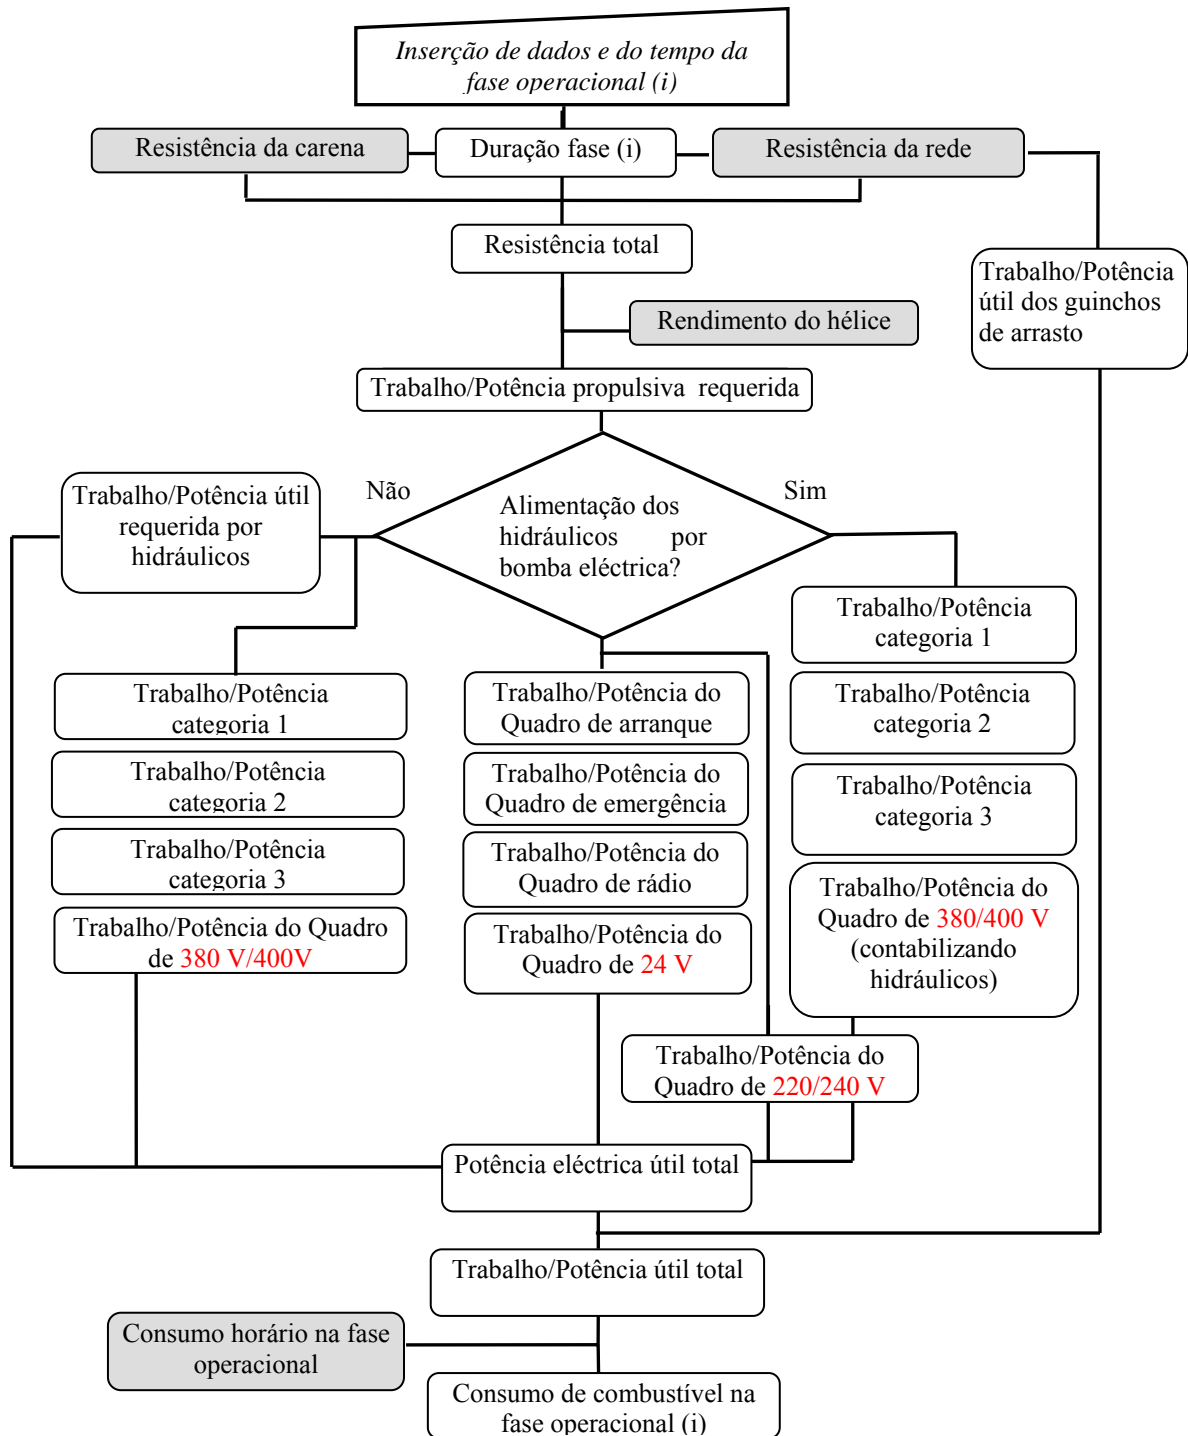 Inserção de dados e do tempo da
fase operacional (i)
Resistência da carena
Duração fase (i)
Resistência da rede
Resistência total
Trabalho/Potência
útil dos guinchos
de arrasto
Rendimento do hélice
Trabalho/Potência propulsiva requerida
Trabalho/Potência útil
requerida por
hidráulicos
Não
Alimentação dos
hidráulicos por
bomba eléctrica?
Sim
Trabalho/Potência
categoria 1
Trabalho/Potência
categoria 2
Trabalho/Potência
categoria 3
Trabalho/Potência do Quadro
de 380 V/400V
Trabalho/Potência do
Quadro de arranque
Trabalho/Potência do
Quadro de emergência
Trabalho/Potência do
Quadro de rádio
Trabalho/Potência do
Quadro de 24 V
Trabalho/Potência
categoria 1
Trabalho/Potência
categoria 2
Trabalho/Potência
categoria 3
Trabalho/Potência do
Quadro de 380/400 V
(contabilizando
hidráulicos)
Trabalho/Potência do
Quadro de 220/240 V
Potência eléctrica útil total
Trabalho/Potência útil total
Consumo horário na fase
operacional
Consumo de combustível na
fase operacional (i)